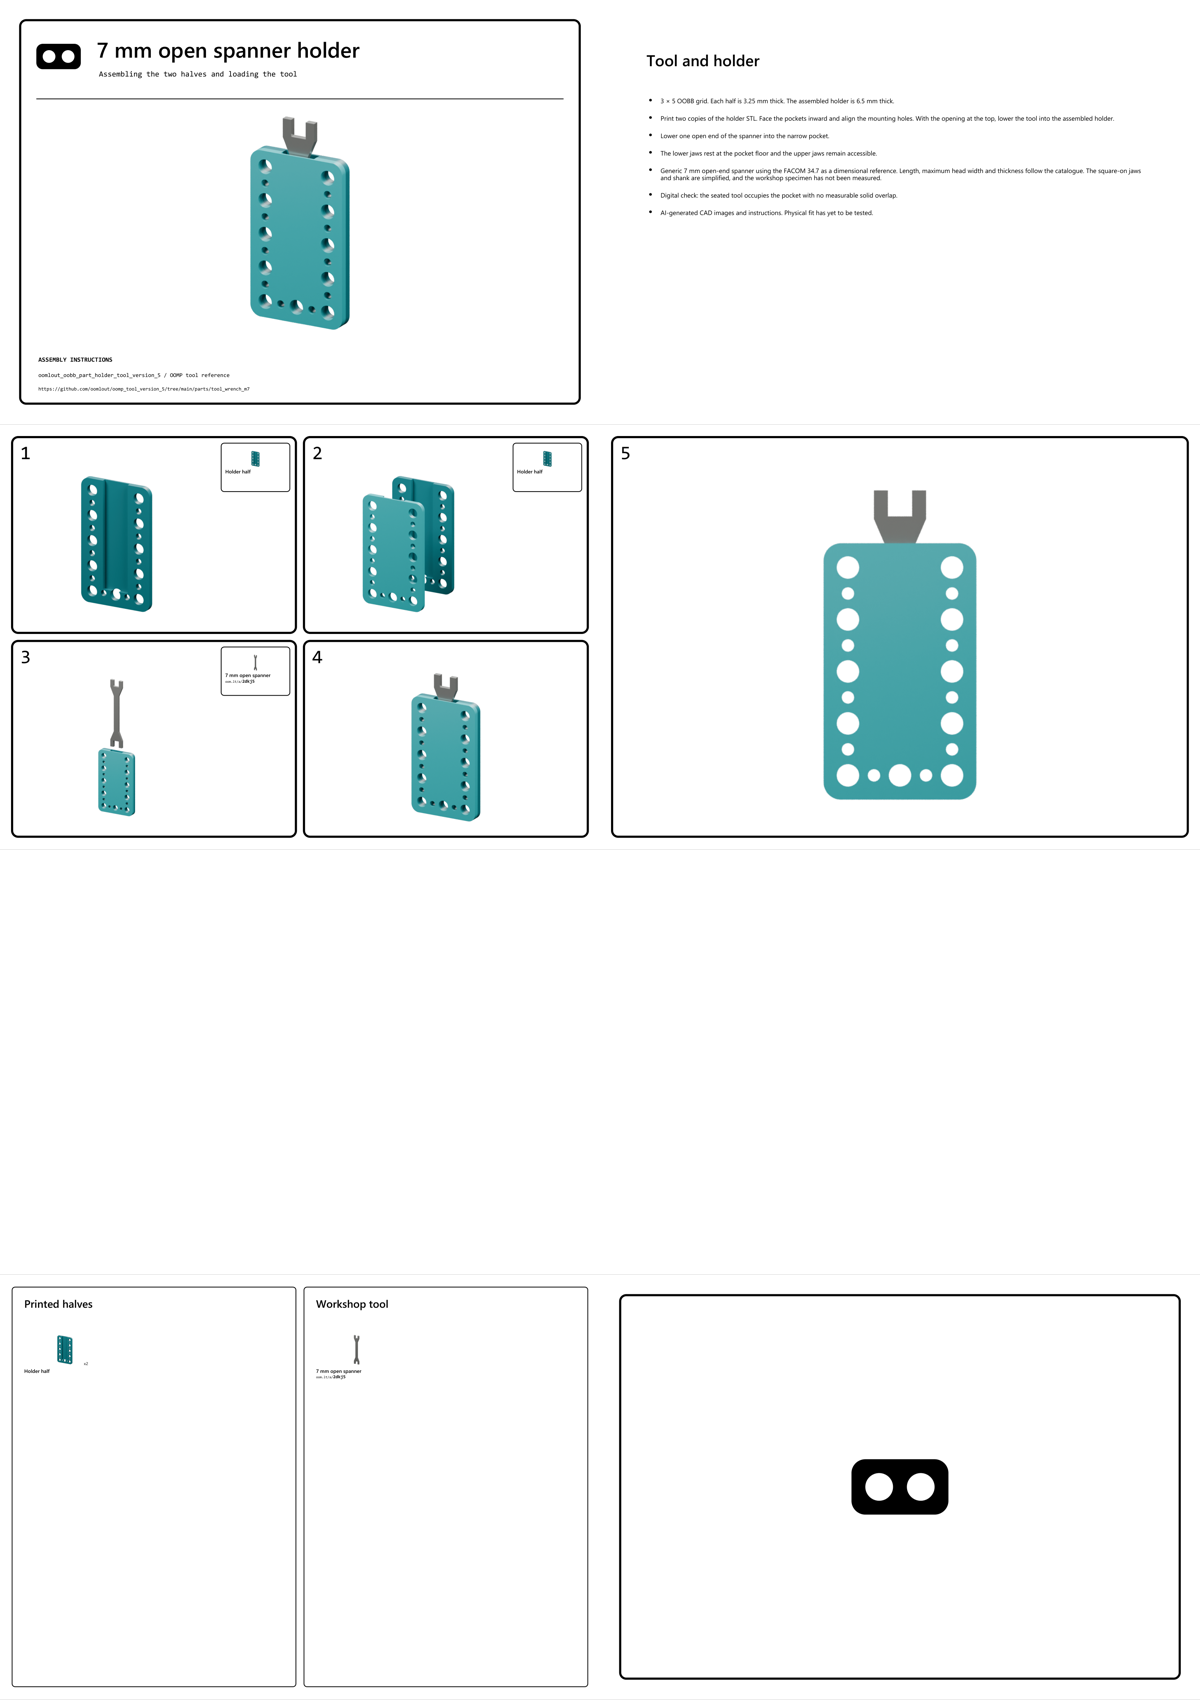 7 mm open spanner holder
Assembling the two halves and loading the tool
ASSEMBLY INSTRUCTIONS
oomlout_oobb_part_holder_tool_version_5 / OOMP tool reference
https://github.com/oomlout/oomp_tool_version_5/tree/main/parts/tool_wrench_m7
Tool and holder
• 3 × 5 OOBB grid. Each half is 3.25 mm thick. The assembled holder is 6.5 mm thick.
• Print two copies of the holder STL. Face the pockets inward and align the mounting holes. With the opening at the top, lower the tool into the assembled holder.
• Lower one open end of the spanner into the narrow pocket.
• The lower jaws rest at the pocket floor and the upper jaws remain accessible.
• Generic 7 mm open-end spanner using the FACOM 34.7 as a dimensional reference. Length, maximum head width and thickness follow the catalogue. The square-on jaws
and shank are simplified, and the workshop specimen has not been measured.
• Digital check: the seated tool occupies the pocket with no measurable solid overlap.
• AI-generated CAD images and instructions. Physical fit has yet to be tested.
1
Holder half
2
Holder half
3
7 mm open spanner
oom.lt/a/2dkj5
4
5
Printed halves
x2
Holder half
Workshop tool
7 mm open spanner
oom.lt/a/2dkj5